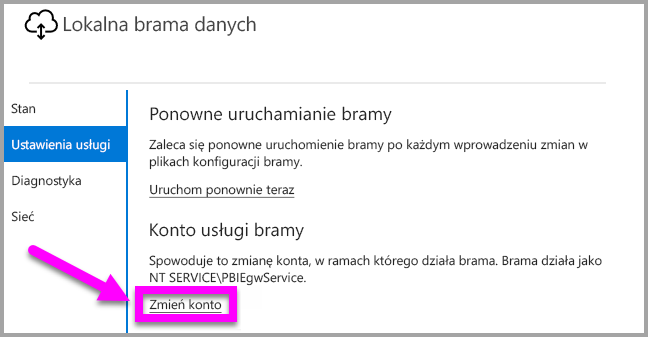 Lokalna brama danych
Stan
Ustawienia usługi
Diagnostyka
Sieć
Ponowne uruchamianie bramy
Zaleca się ponowne uruchomienie bramy po każdym wprowadzeniu zmian w
plikach konfiguracji bramy.
Uruchom ponownie teraz
Konto usługi bramy
Spowoduje to zmianę konta, w ramach którego działa brama. Brama działa jako
NT SERVICE\PBIEgwService.
Zmień konto